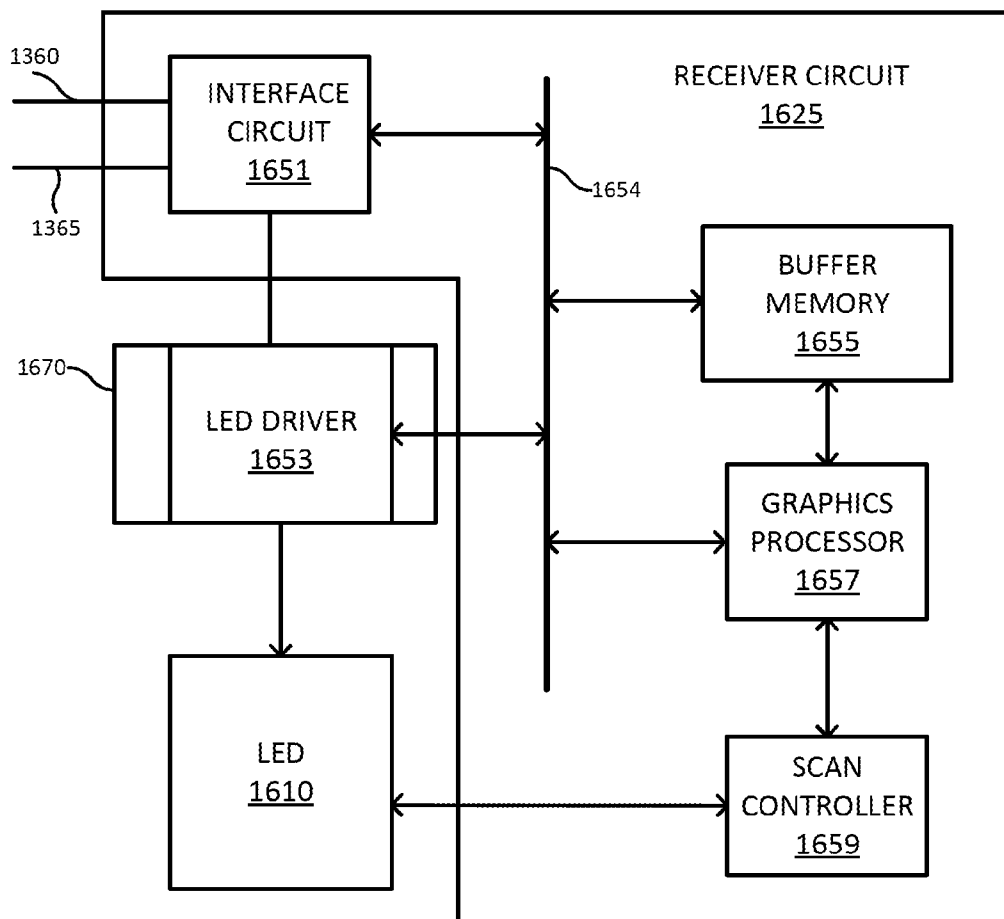 1360
INTERFACE
CIRCUIT
1651
1365
RECEIVER CIRCUIT
1625
1654
BUFFER
MEMORY
1655
1670
LED DRIVER
1653
GRAPHICS
PROCESSOR
1657
LED
1610
SCAN
CONTROLLER
1659